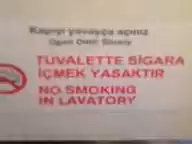 Kapıyı yavaşça açınız
Open Door Slowly
TUVALETTE SİGARA
İÇMEK YASAKTIR
NO SMOKING
IN LAVATORY